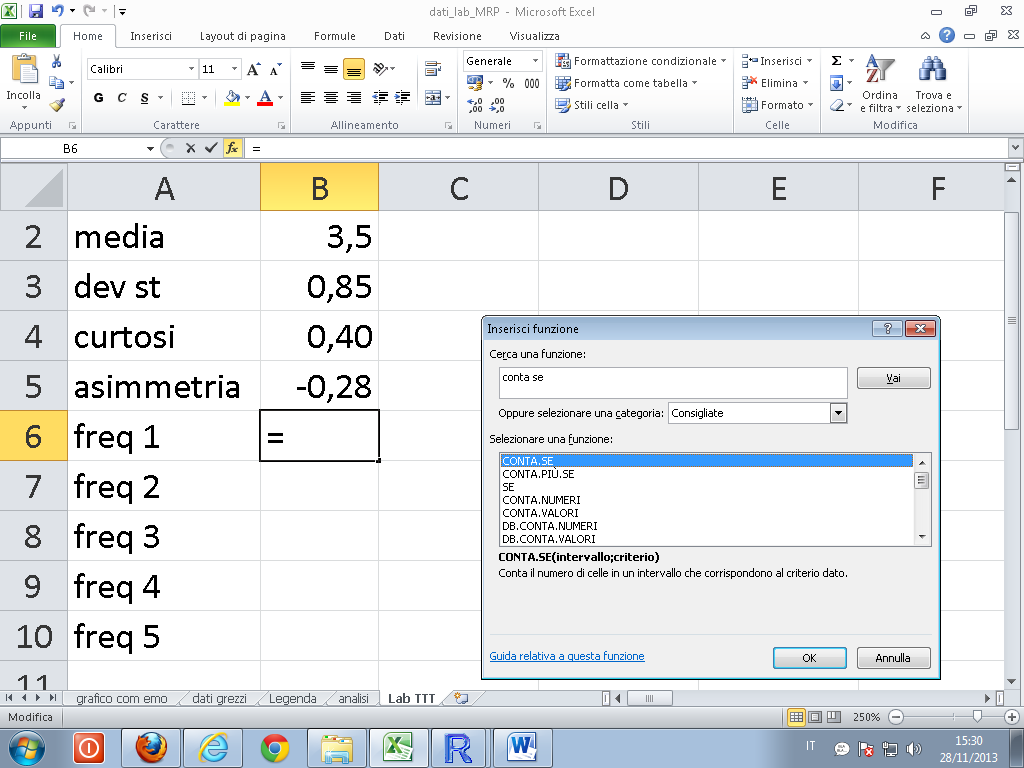 dati_lab_MRP - Microsoft Excel
File Home Inserisci Layout di pagina Formule Dati Revisione Visualizza
Incolla
Calibri 11
G C S
A A
Generale
% 000
Formattazione condizionale
Formatta come tabella
Stili cella
Inserisci
Elimina
Formato
Σ
Ordina e filtra
Trova e seleziona
Appunti Carattere Allineamento Numeri Stili Celle Modifica
B6 fx =
A B C D E F
2 media 3,5
3 dev st 0,85
4 curtosi 0,40
5 asimmetria -0,28
6 freq 1 =
7 freq 2
8 freq 3
9 freq 4
10 freq 5
11
Inserisci funzione
Cerca una funzione:
conta se
Vai
Oppure selezionare una categoria: Consigliate
Selezionare una funzione:
CONTA.SE
CONTA.PIÙ.SE
SE
CONTA.NUMERI
CONTA.VALORI
DB.CONTA.NUMERI
DB.CONTA.VALORI
CONTA.SE(intervallo;criterio)
Conta il numero di celle in un intervallo che corrispondono al criterio dato.
Guida relativa a questa funzione
OK Annulla
grafico com emo dati grezzi Legenda analisi Lab TTT
Modifica 250%
IT
15:30
28/11/2013